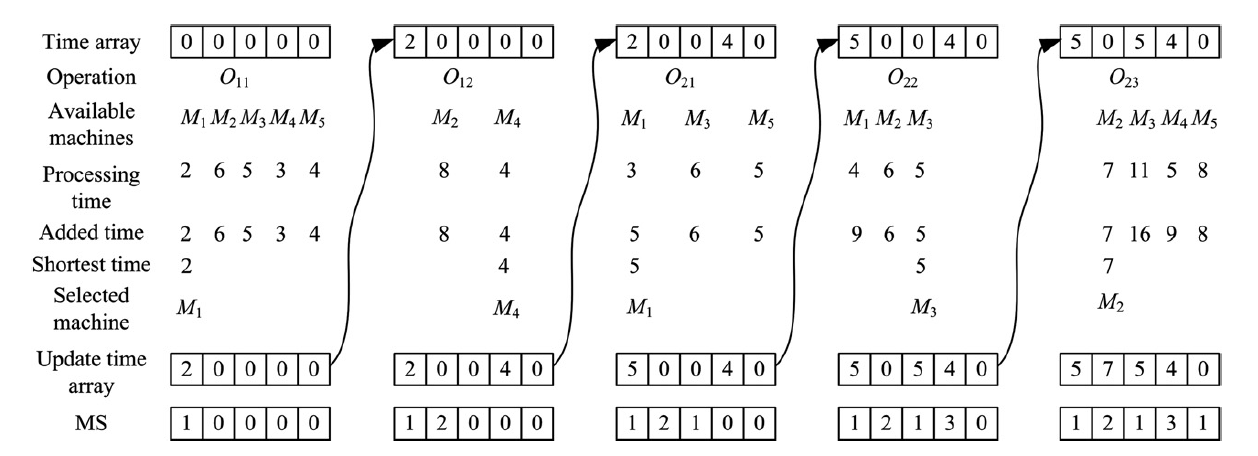 Time array 0 0 0 0 0 2 0 0 0 0 2 0 0 4 0 5 0 0 4 0 5 0 5 4 0
Operation O11 O12 O21 O22 O23
Available
machines M1 M2 M3 M4 M5 M2 M4 M1 M3 M5 M1 M2 M3 M2 M3 M4 M5
Processing
time 2 6 5 3 4 8 4 3 6 5 4 6 5 7 11 5 8
Added time 2 6 5 3 4 8 4 5 6 5 9 6 5 7 16 9 8
Shortest time 2 4 5 5 7
Selected
machine M1 M4 M1 M3 M2
Update time
array 2 0 0 0 0 2 0 0 4 0 5 0 0 4 0 5 0 5 4 0 5 7 5 4 0
MS 1 0 0 0 0 1 2 0 0 0 1 2 1 0 0 1 2 1 3 0 1 2 1 3 1